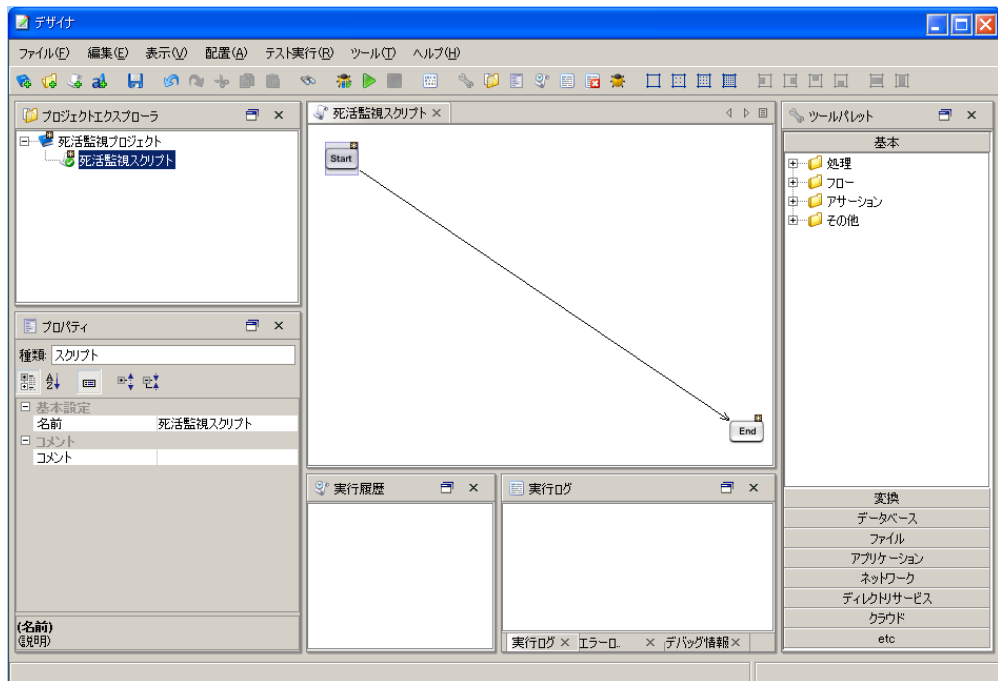 デザイナ
ファイル(F) 編集(E) 表示(V) 配置(A) テスト実行(R) ツール(T) ヘルプ(H)
プロジェクトエクスプローラ
死活監視プロジェクト
死活監視スクリプト
プロパティ
種類: スクリプト
基本設定
名前 死活監視スクリプト
コメント
コメント
(名前)
(説明)
死活監視スクリプト
Start
End
実行履歴
実行ログ
実行ログ エラーロ.. デバッグ情報
ツールパレット
基本
処理
フロー
アサーション
その他
変換
データベース
ファイル
アプリケーション
ネットワーク
ディレクトリサービス
クラウド
etc